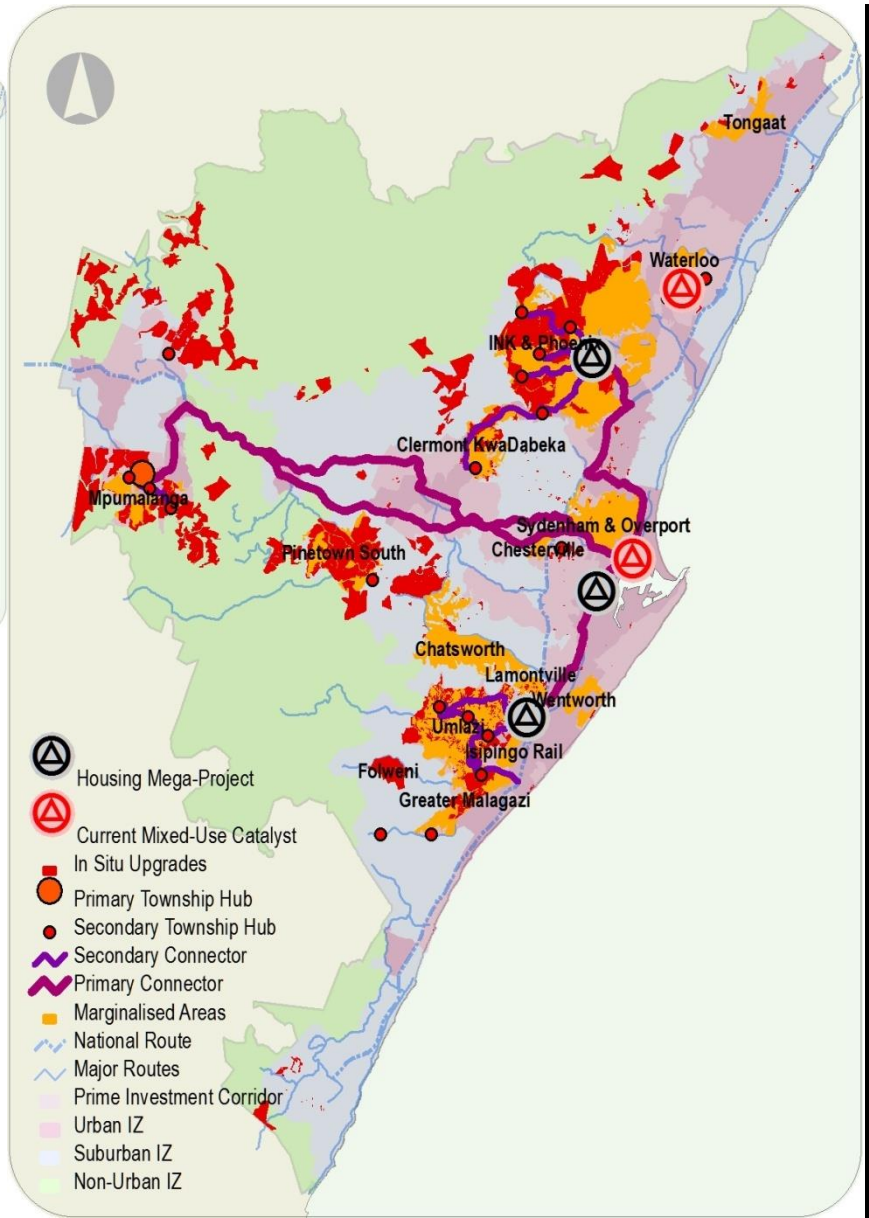 Tongaat
Waterloo
INK & Phoenix
Clermont KwaDabeka
Mpumalanga
Sydenham & Overport
Chesterville
Pinetown South
Chatsworth
Lamontville
Wentworth
Umlazi
Isipingo Rail
Folweni
Greater Malagazi
Housing Mega-Project
Current Mixed-Use Catalyst
In Situ Upgrades
Primary Township Hub
Secondary Township Hub
Secondary Connector
Primary Connector
Marginalised Areas
National Route
Major Routes
Prime Investment Corridor
Urban IZ
Suburban IZ
Non-Urban IZ